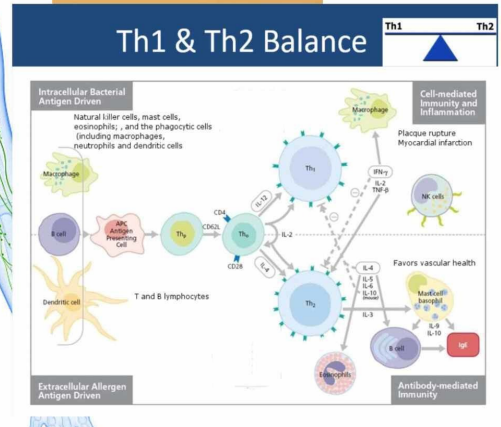 Th1 & Th2 Balance
Th1
Th2
Intracellular Bacterial
Antigen Driven
Natural killer cells, mast cells,
eosinophils; , and the phagocytic cells
(including macrophages,
neutrophils and dendritic cells
Macrophage
B cell
Dendritic cell
APC
Antigen
Presenting
Cell
T and B lymphocytes
Thp
CD62L
CD4
Th0
CD28
IL-12
IL-2
IL-4
Th1
Th2
Macrophage
Cell-mediated
Immunity and
Inflammation
Placque rupture
Myocardial infarction
IFN-γ
IL-2
TNF-β
NK cells
Favors vascular health
IL-4
IL-5
IL-6
IL-10
(mouse)
IL-3
Mast cell
basophil
IL-9
IL-10
B cell
IgE
Eosinophils
Extracellular Allergen
Antigen Driven
Antibody-mediated
Immunity